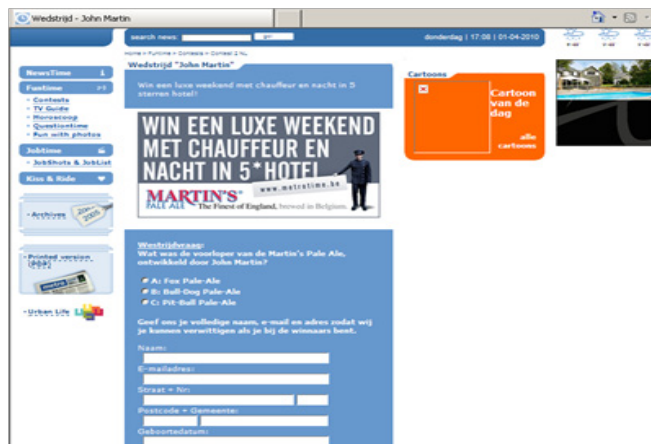 Wedstrijd - John Martin
search news:
go!
donderdag | 17:08 | 01-04-2010
Home > Funtime > Contests > Contest 2 NL
Wedstrijd "John Martin"
Win een luxe weekend met chauffeur en nacht in 5
sterren hotel!
NewsTime
Funtime
Contests
TV Guide
Horoscoop
Questiontime
Fun with photos
Jobtime
JobShots & JobList
Kiss & Ride
Archives
Printed version
(PDF)
metro
Urban Life
WIN EEN LUXE WEEKEND
MET CHAUFFEUR EN
NACHT IN 5*HOTEL
www.metrotime.be
MARTIN'S
PALE ALE
The Finest of England, brewed in Belgium.
Cartoons
Cartoon
van de
dag
alle
cartoons
Westrijdvraag:
Wat was de voorloper van de Martin's Pale Ale,
ontwikkeld door John Martin?
A: Fox Pale-Ale
B: Bull-Dog Pale-Ale
C: Pit-Bull Pale-Ale
Geef ons je volledige naam, e-mail en adres zodat wij
je kunnen verwittigen als je bij de winnaars bent.
Naam:
E-mailadres:
Straat + Nr:
Postcode + Gemeente:
Geboortedatum: